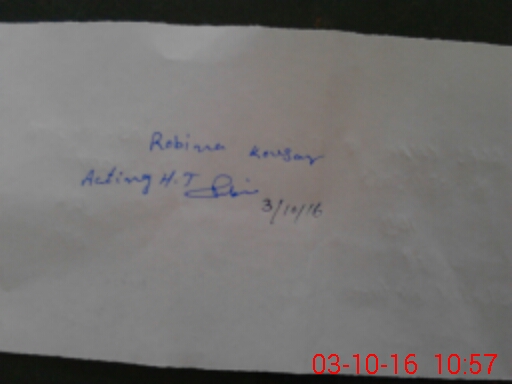 Robina Kousar
Acting H.T
3/10/16
03-10-16 10:57